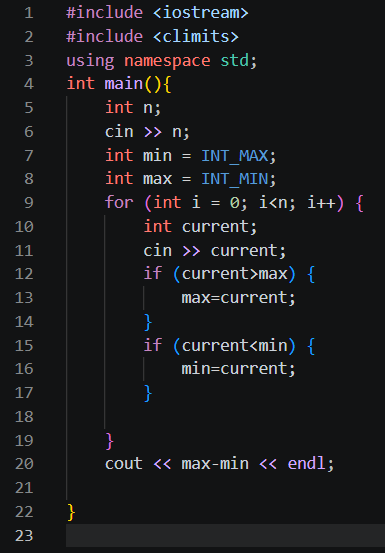 1 #include <iostream>
2 #include <climits>
3 using namespace std;
4 int main(){
5     int n;
6     cin >> n;
7     int min = INT_MAX;
8     int max = INT_MIN;
9     for (int i = 0; i<n; i++) {
10         int current;
11         cin >> current;
12         if (current>max) {
13             max=current;
14         }
15         if (current<min) {
16             min=current;
17         }
18
19     }
20     cout << max-min << endl;
21
22 }
23